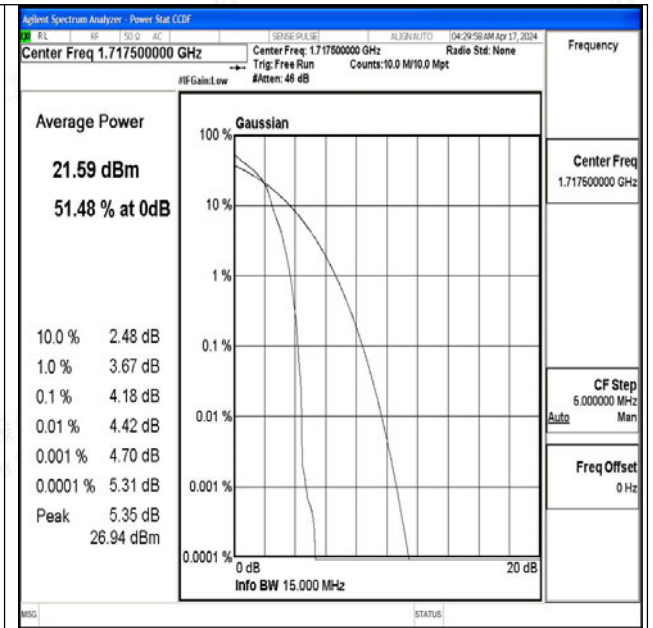 Agilent Spectrum Analyzer - Power Stat CCDF
RL RF 50 Ω AC SENSE:PULSE ALIGN AUTO 04:29:58 AM Apr 17, 2024
Center Freq 1.717500000 GHz
Center Freq: 1.717500000 GHz Radio Std: None
Trig: Free Run Counts:10.0 M/10.0 Mpt
#IFGain:Low #Atten: 46 dB
Frequency
Average Power
21.59 dBm
51.48 % at 0dB
10.0 % 2.48 dB
1.0 % 3.67 dB
0.1 % 4.18 dB
0.01 % 4.42 dB
0.001 % 4.70 dB
0.0001 % 5.31 dB
Peak 5.35 dB
26.94 dBm
Gaussian
100 %
10 %
1 %
0.1 %
0.01 %
0.001 %
0.0001 %
0 dB 20 dB
Info BW 15.000 MHz
Center Freq
1.717500000 GHz
CF Step
5.000000 MHz
Auto Man
Freq Offset
0 Hz
MSG STATUS